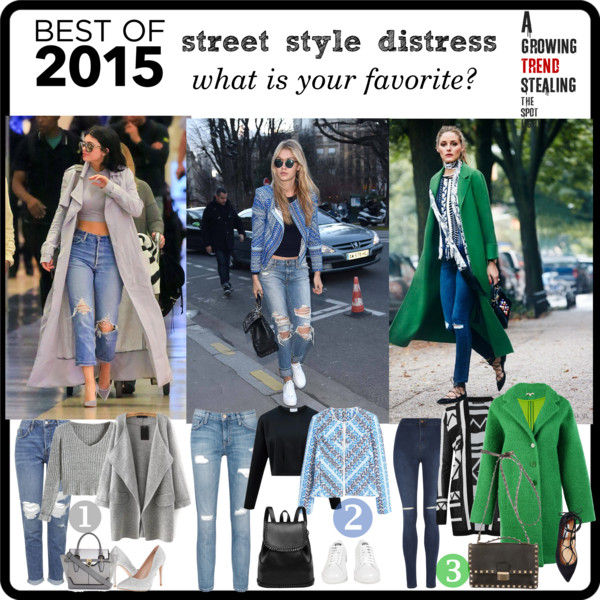 BEST OF
2015
street style distress
what is your favorite?
A
GROWING
TREND
STEALING
THE
SPOT
1
2
3